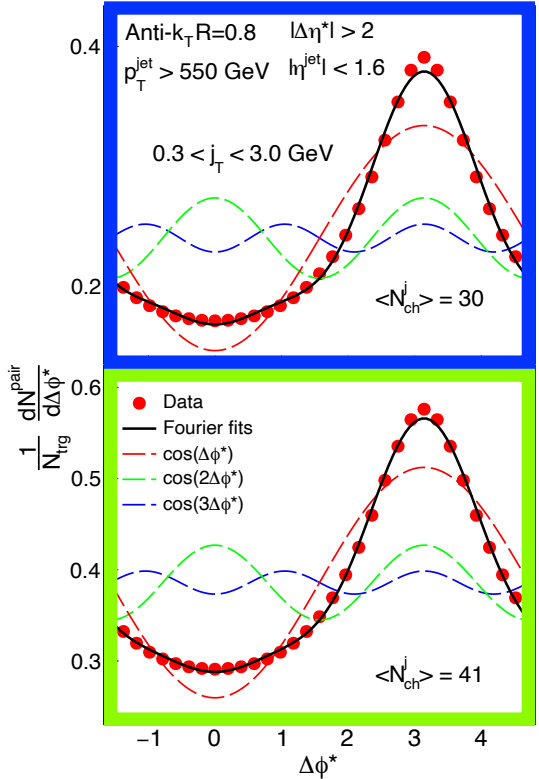 Anti-k_T R=0.8 |Δη*| > 2
p_T^jet > 550 GeV |η^jet| < 1.6
0.3 < j_T < 3.0 GeV
<N_ch^j> = 30
0.4
0.2
1/N_trg dN^pair/dΔϕ*
Data
Fourier fits
cos(Δϕ*)
cos(2Δϕ*)
cos(3Δϕ*)
<N_ch^j> = 41
0.6
0.5
0.4
0.3
−1 0 1 2 3 4
Δϕ*